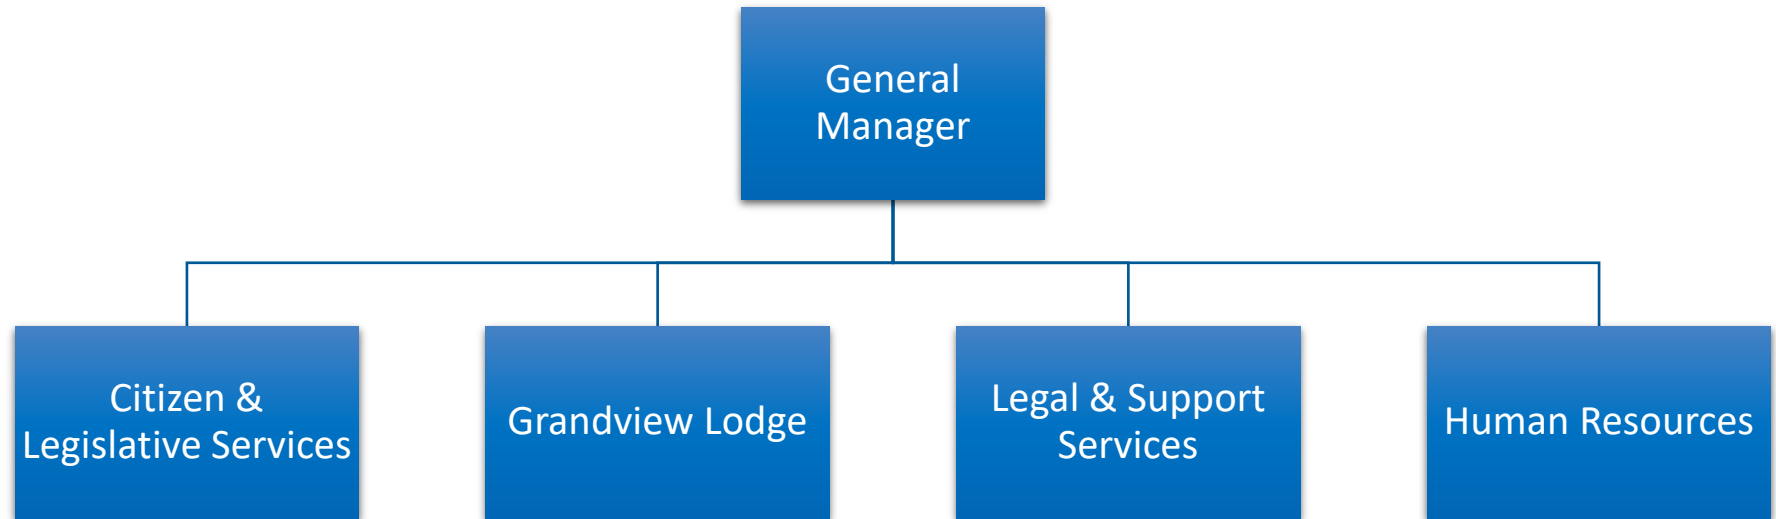 General
Manager
Citizen &
Legislative Services
Grandview Lodge
Legal & Support
Services
Human Resources